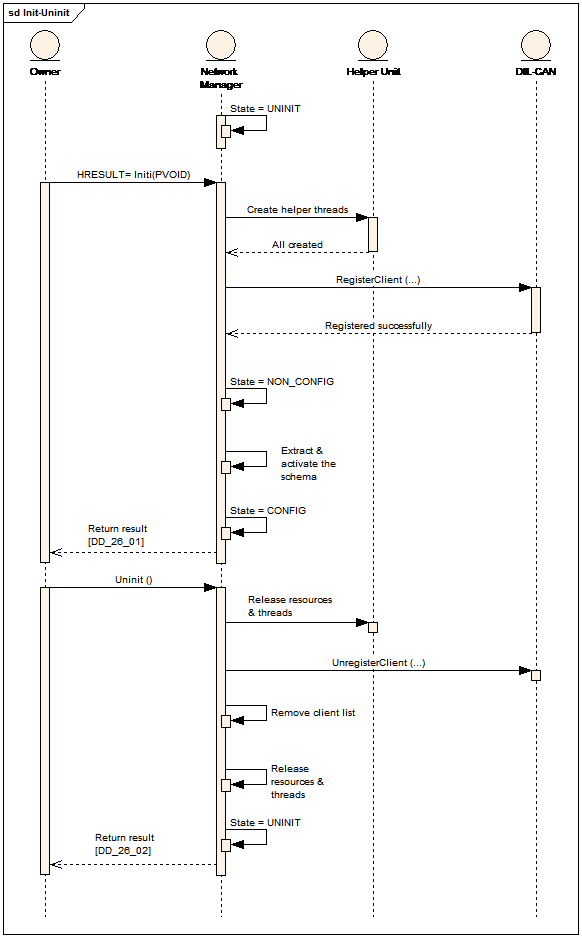 sd Init-Uninit
Owner
Network
Manager
Helper Unit
DIL-CAN
State = UNINIT
HRESULT= Initi(PVOID)
Create helper threads
All created
RegisterClient (...)
Registered successfully
State = NON_CONFIG
Extract &
activate the
schema
State = CONFIG
Return result
[DD_26_01]
Uninit ()
Release resources
& threads
UnregisterClient (...)
Remove client list
Release
resources &
threads
State = UNINIT
Return result
[DD_26_02]